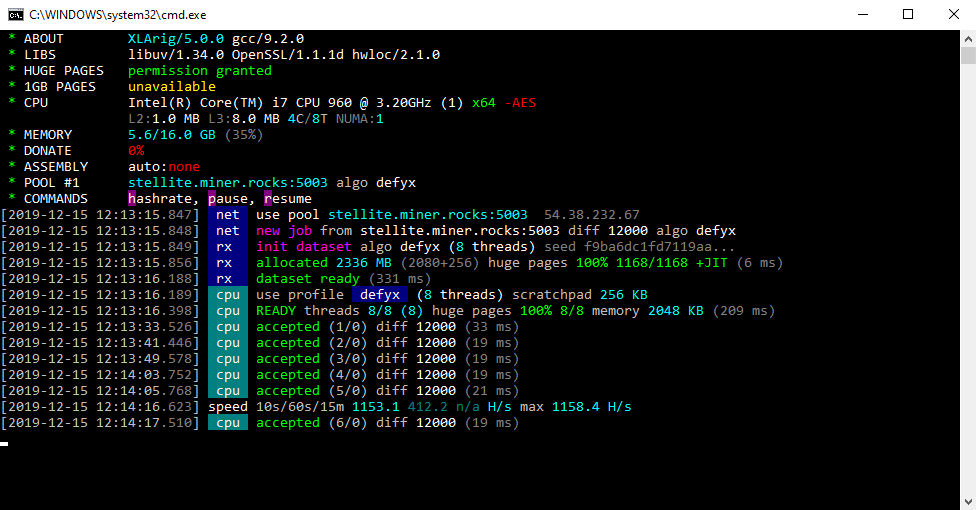 C:\WINDOWS\system32\cmd.exe
* ABOUT XLArig/5.0.0 gcc/9.2.0
* LIBS libuv/1.34.0 OpenSSL/1.1.1d hwloc/2.1.0
* HUGE PAGES permission granted
* 1GB PAGES unavailable
* CPU Intel(R) Core(TM) i7 CPU 960 @ 3.20GHz (1) x64 -AES
L2:1.0 MB L3:8.0 MB 4C/8T NUMA:1
* MEMORY 5.6/16.0 GB (35%)
* DONATE 0%
* ASSEMBLY auto:none
* POOL #1 stellite.miner.rocks:5003 algo defyx
* COMMANDS hashrate, pause, resume
[2019-12-15 12:13:15.847] net use pool stellite.miner.rocks:5003 54.38.232.67
[2019-12-15 12:13:15.848] net new job from stellite.miner.rocks:5003 diff 12000 algo defyx
[2019-12-15 12:13:15.849] rx init dataset algo defyx (8 threads) seed f9ba6dc1fd7119aa...
[2019-12-15 12:13:15.856] rx allocated 2336 MB (2080+256) huge pages 100% 1168/1168 +JIT (6 ms)
[2019-12-15 12:13:16.188] rx dataset ready (331 ms)
[2019-12-15 12:13:16.189] cpu use profile defyx (8 threads) scratchpad 256 KB
[2019-12-15 12:13:16.398] cpu READY threads 8/8 (8) huge pages 100% 8/8 memory 2048 KB (209 ms)
[2019-12-15 12:13:33.526] cpu accepted (1/0) diff 12000 (33 ms)
[2019-12-15 12:13:41.446] cpu accepted (2/0) diff 12000 (19 ms)
[2019-12-15 12:13:49.578] cpu accepted (3/0) diff 12000 (19 ms)
[2019-12-15 12:14:03.752] cpu accepted (4/0) diff 12000 (19 ms)
[2019-12-15 12:14:05.768] cpu accepted (5/0) diff 12000 (21 ms)
[2019-12-15 12:14:16.623] speed 10s/60s/15m 1153.1 412.2 n/a H/s max 1158.4 H/s
[2019-12-15 12:14:17.510] cpu accepted (6/0) diff 12000 (19 ms)